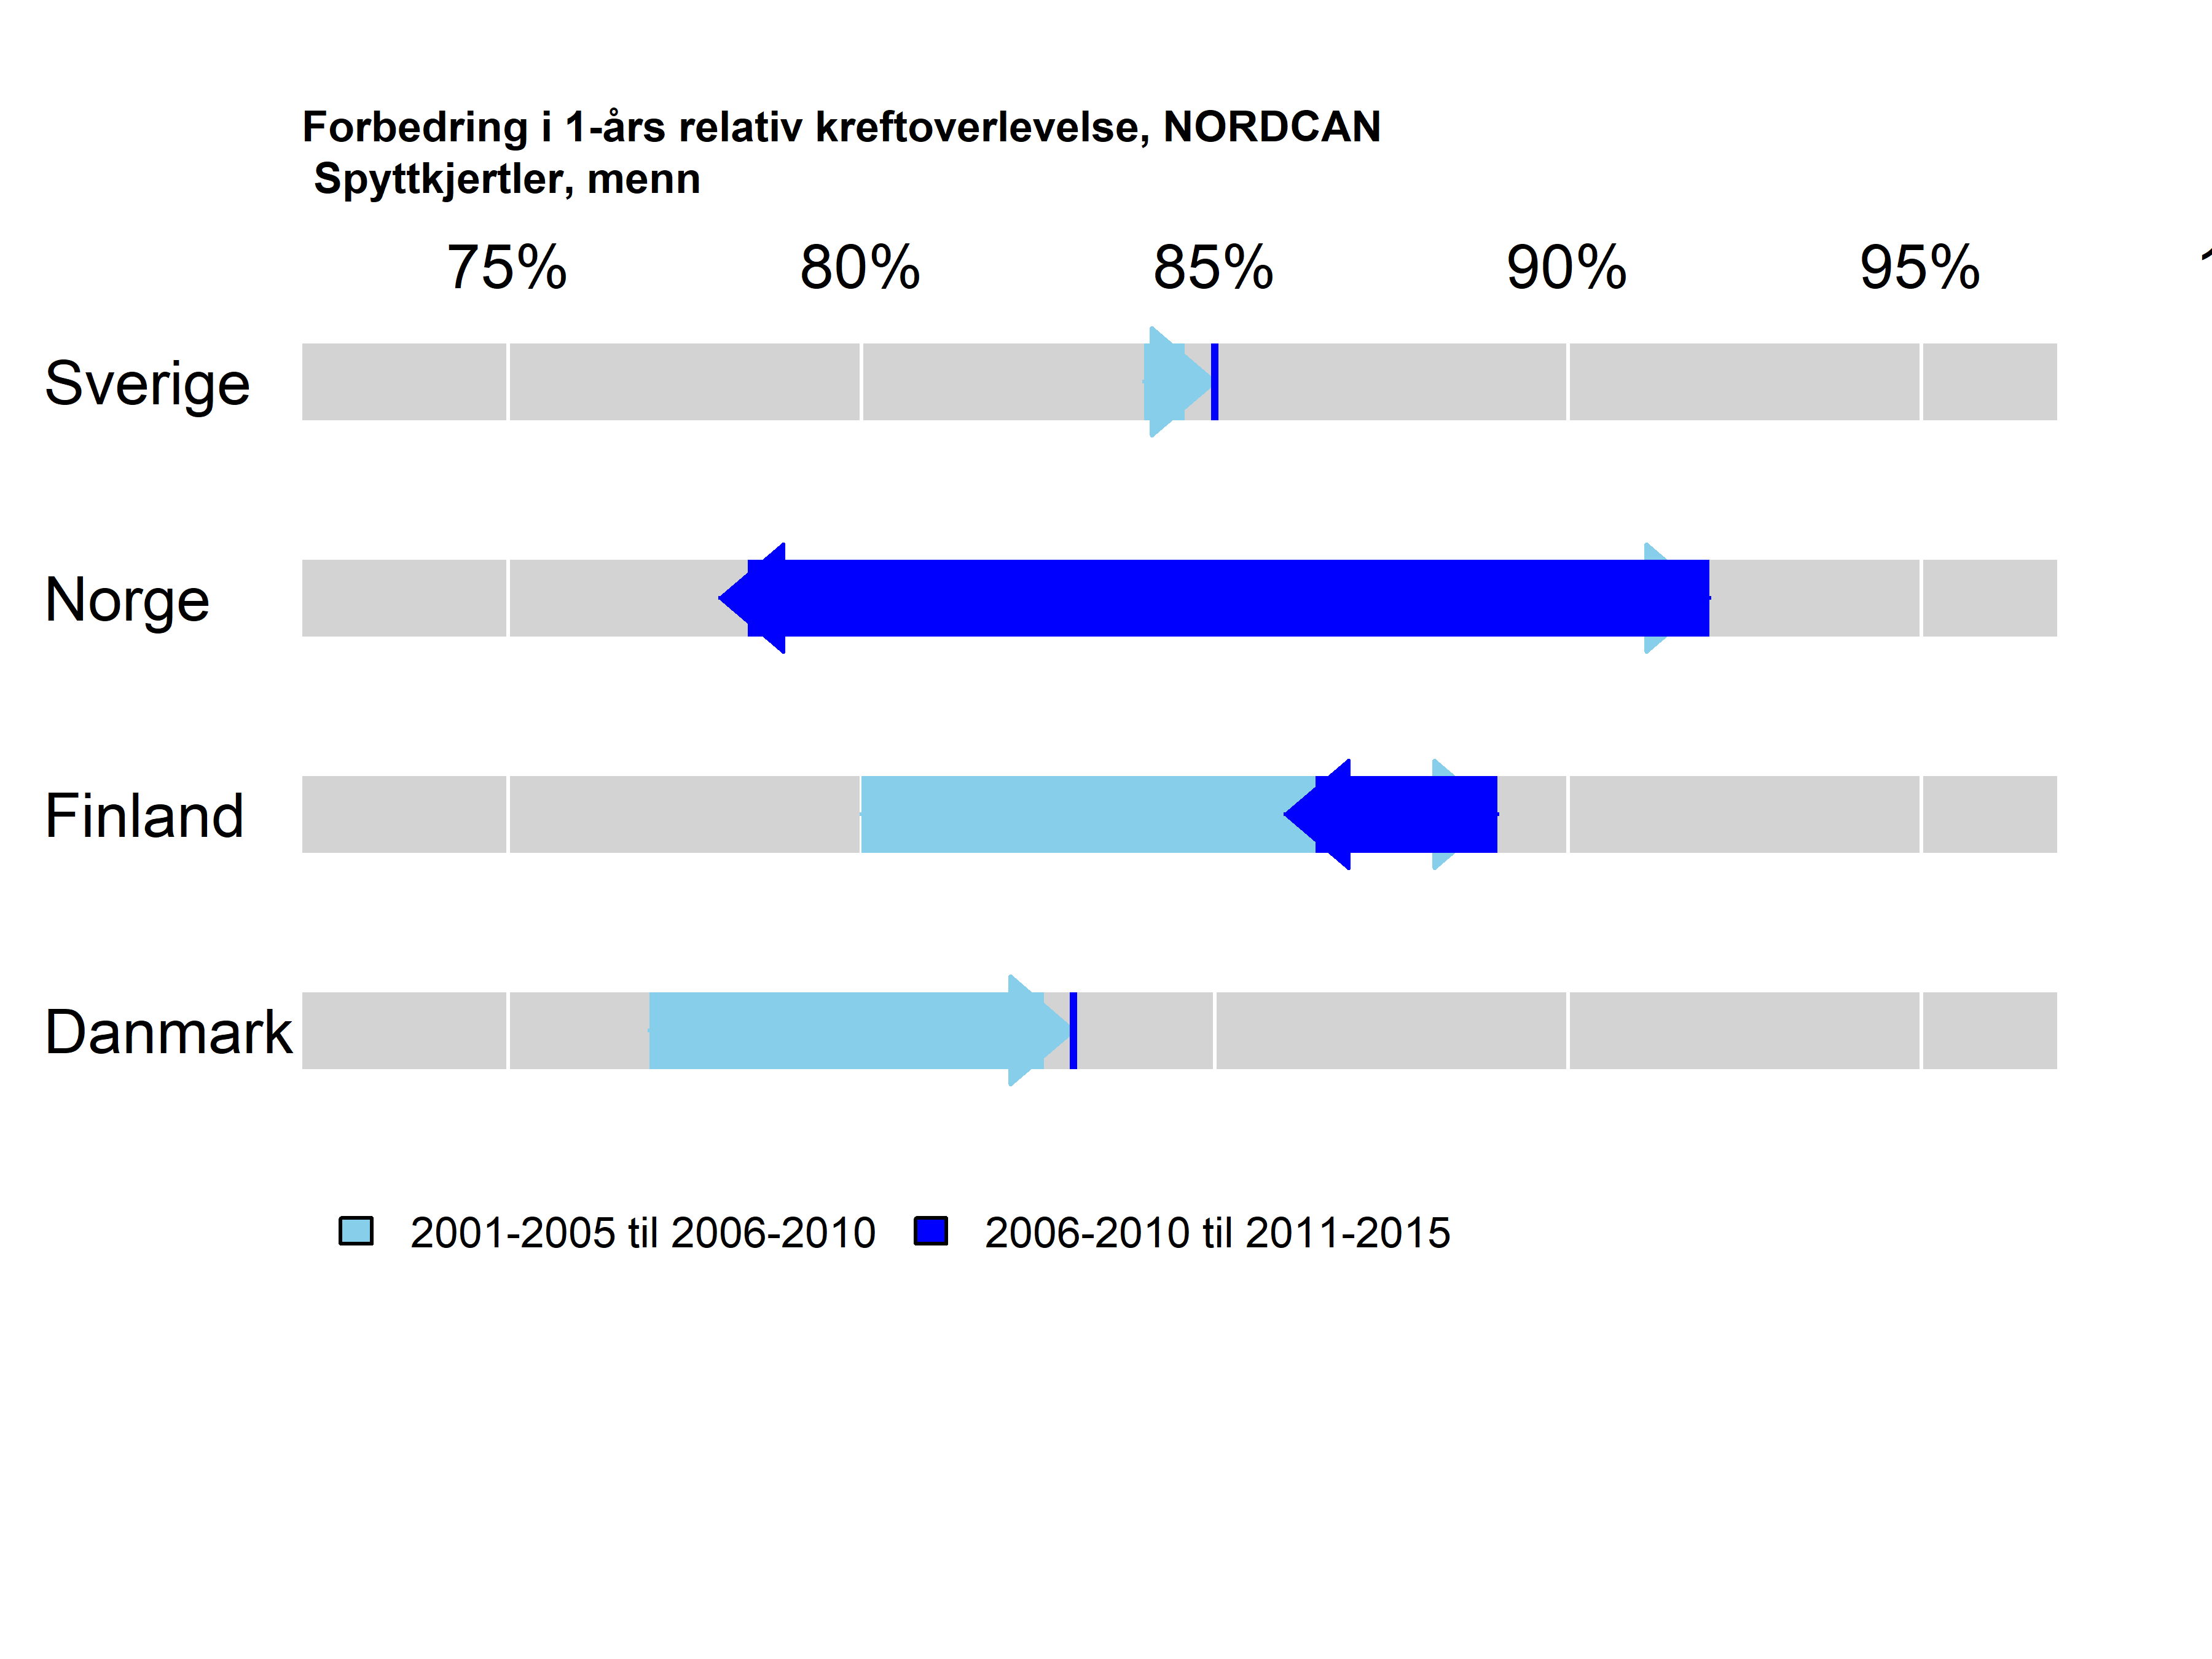 Forbedring i 1-års relativ kreftoverlevelse, NORDCAN
Spyttkjertler, menn
75% 80% 85% 90% 95%
Sverige
Norge
Finland
Danmark
2001-2005 til 2006-2010 2006-2010 til 2011-2015